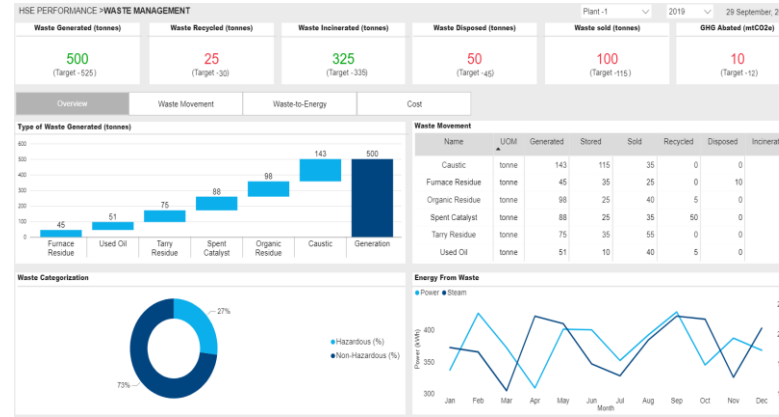 HSE PERFORMANCE >WASTE MANAGEMENT
Plant -1
2019
29 September, 2
Waste Generated (tonnes)
Waste Recycled (tonnes)
Waste Incinerated (tonnes)
Waste Disposed (tonnes)
Waste sold (tonnes)
GHG Abated (mtCO2e)
500
25
325
50
100
10
(Target -525)
(Target -30)
(Target -335)
(Target -45)
(Target -115)
(Target -12)
Overview
Waste Movement
Waste-to-Energy
Cost
Type of Waste Generated (tonnes)
600
500
400
300
200
100
0
45
51
75
88
98
143
500
Furnace Residue
Used Oil
Tarry Residue
Spent Catalyst
Organic Residue
Caustic
Generation
Waste Movement
Name UOM Generated Stored Sold Recycled Disposed Incinerat
Caustic tonne 143 115 35 0 0
Furnace Residue tonne 45 35 25 0 10
Organic Residue tonne 98 25 40 5 0
Spent Catalyst tonne 88 25 35 50 0
Tarry Residue tonne 75 35 55 0 0
Used Oil tonne 51 10 40 5 0
Waste Categorization
27%
73%
Hazardous (%)
Non-Hazardous (%)
Energy From Waste
Power Steam
Power (kWh)
400
350
300
Jan Feb Mar Apr May Jun Jul Aug Sep Oct Nov Dec
Month